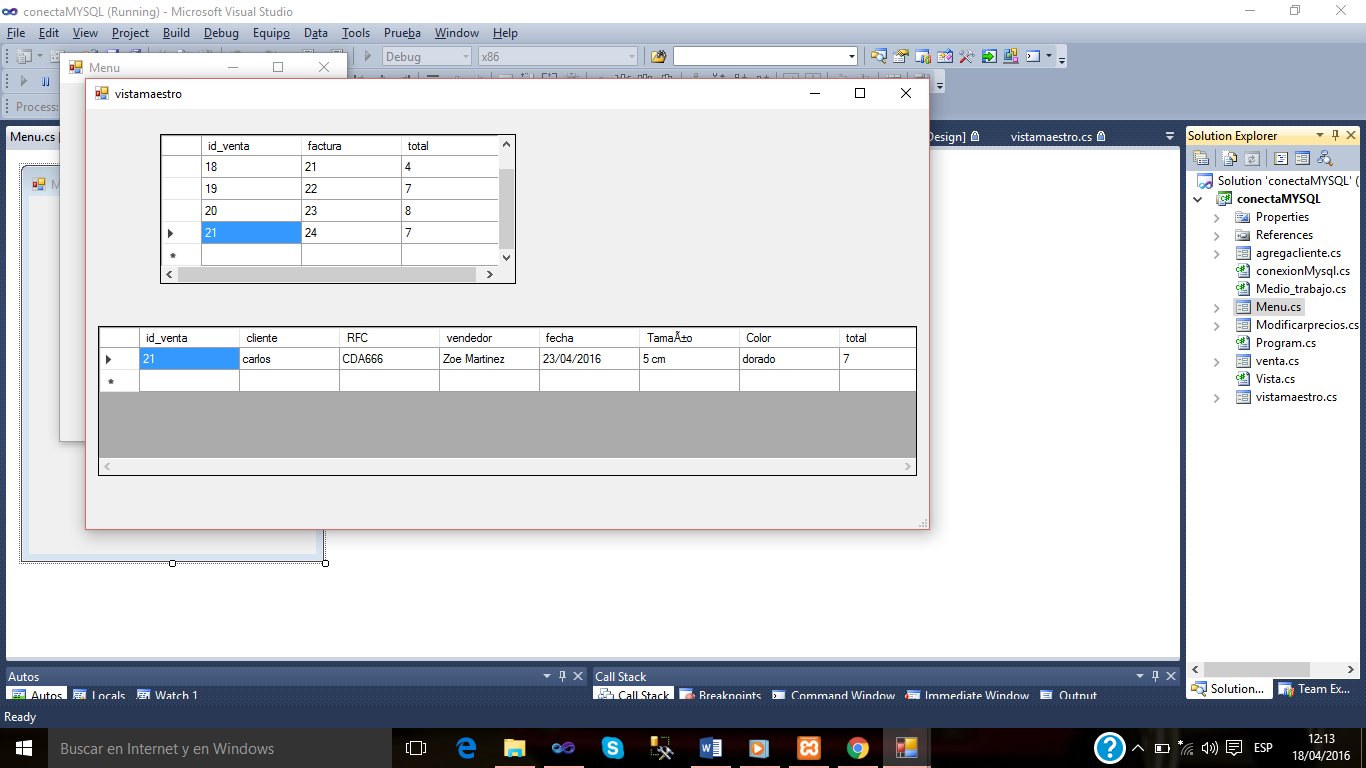 conectaMYSQL (Running) - Microsoft Visual Studio
File Edit View Project Build Debug Equipo Data Tools Prueba Window Help
Debug x86
Menu
Process:
vistamaestro
Menu.cs
Design] vistamaestro.cs
M
id_venta factura total
18 21 4
19 22 7
20 23 8
21 24 7
*
id_venta cliente RFC vendedor fecha TamaÃ±o Color total
21 carlos CDA666 Zoe Martinez 23/04/2016 5 cm dorado 7
*
Solution Explorer
Solution 'conectaMYSQL' (
conectaMYSQL
Properties
References
agregacliente.cs
conexionMysql.cs
Medio_trabajo.cs
Menu.cs
Modificarprecios.cs
Program.cs
venta.cs
Vista.cs
vistamaestro.cs
Solution... Team Ex...
Autos
Autos Locals Watch 1
Call Stack
Call Stack Breakpoints Command Window Immediate Window Output
Ready
Buscar en Internet y en Windows
ESP
12:13
18/04/2016